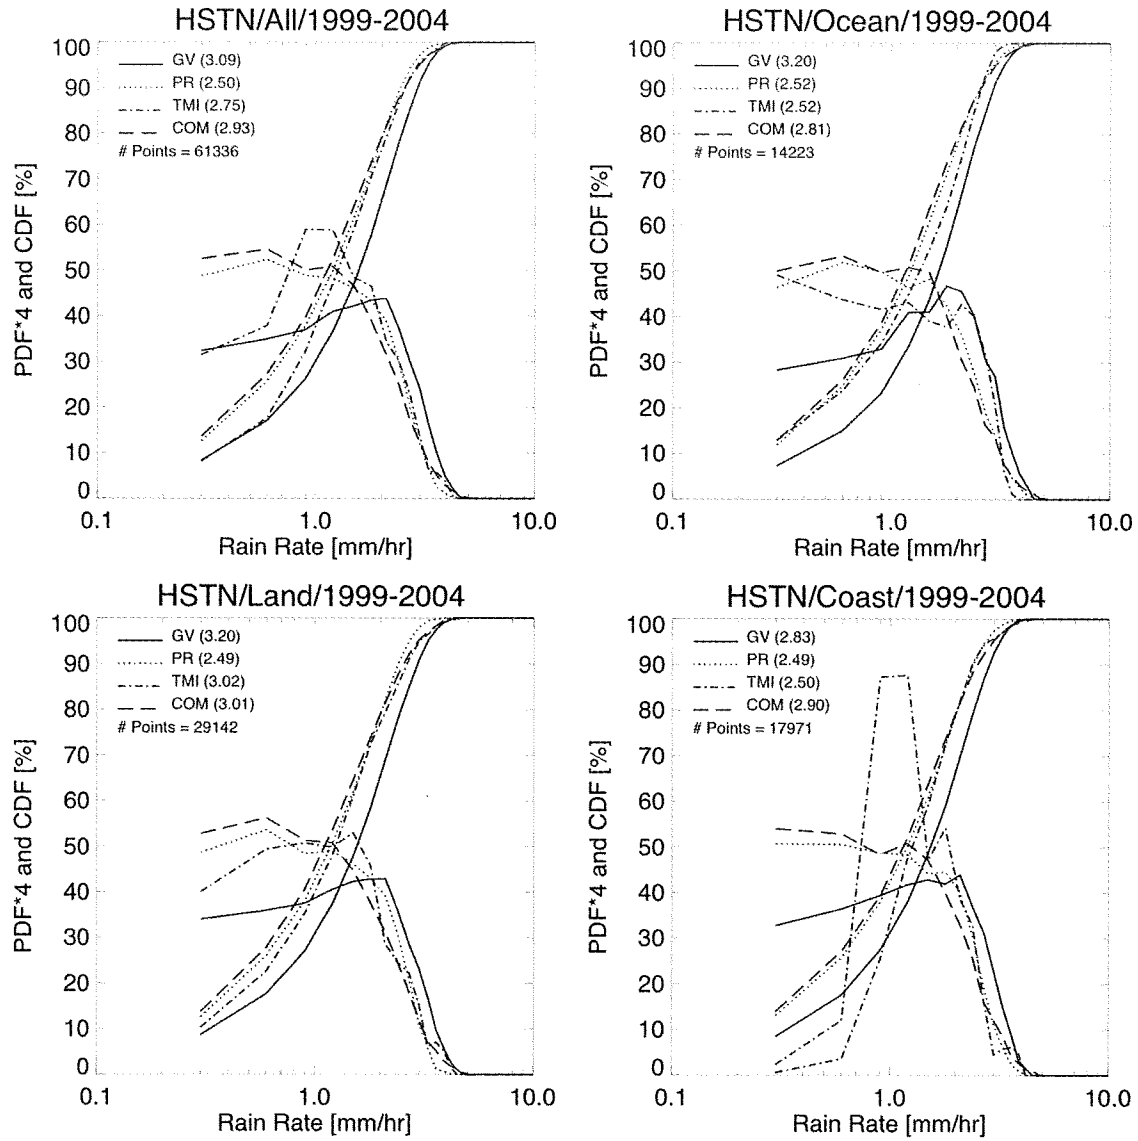 HSTN/All/1999-2004
PDF*4 and CDF [%]
100
90
80
70
60
50
40
30
20
10
0
GV (3.09)
PR (2.50)
TMI (2.75)
COM (2.93)
# Points = 61336
0.1 1.0 10.0
Rain Rate [mm/hr]
HSTN/Ocean/1999-2004
PDF*4 and CDF [%]
100
90
80
70
60
50
40
30
20
10
0
GV (3.20)
PR (2.52)
TMI (2.52)
COM (2.81)
# Points = 14223
0.1 1.0 10.0
Rain Rate [mm/hr]
HSTN/Land/1999-2004
PDF*4 and CDF [%]
100
90
80
70
60
50
40
30
20
10
0
GV (3.20)
PR (2.49)
TMI (3.02)
COM (3.01)
# Points = 29142
0.1 1.0 10.0
Rain Rate [mm/hr]
HSTN/Coast/1999-2004
PDF*4 and CDF [%]
100
90
80
70
60
50
40
30
20
10
0
GV (2.83)
PR (2.49)
TMI (2.50)
COM (2.90)
# Points = 17971
0.1 1.0 10.0
Rain Rate [mm/hr]